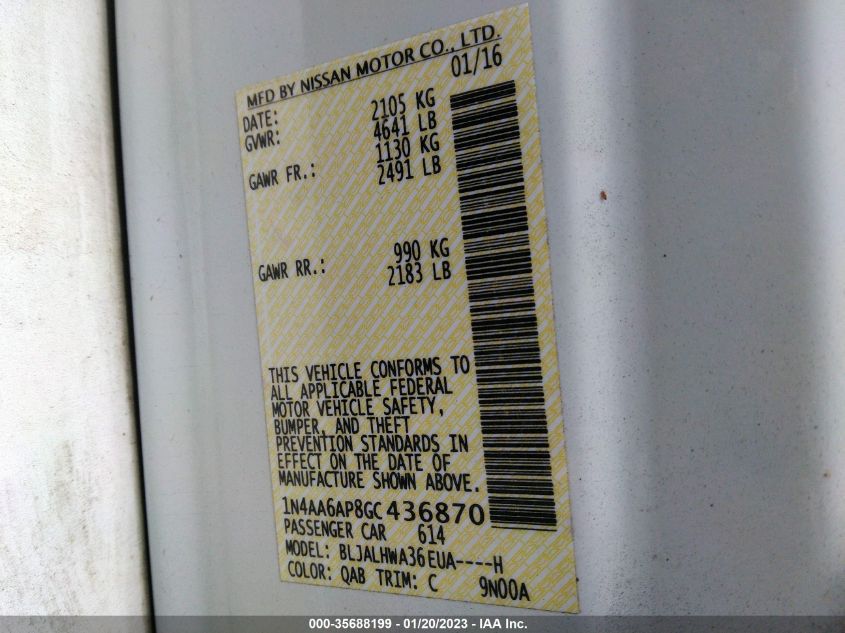 MFD BY NISSAN MOTOR CO., LTD.
DATE: 01/16
GVWR: 2105 KG
4641 LB
GAWR FR.: 1130 KG
2491 LB
GAWR RR.: 990 KG
2183 LB
THIS VEHICLE CONFORMS TO
ALL APPLICABLE FEDERAL
MOTOR VEHICLE SAFETY,
BUMPER, AND THEFT
PREVENTION STANDARDS IN
EFFECT ON THE DATE OF
MANUFACTURE SHOWN ABOVE.
1N4AA6AP8GC436870
PASSENGER CAR 614
MODEL: BLJALHWA36EUA----H
COLOR: QAB TRIM: C 9N00A
000-35688199 - 01/20/2023 - IAA Inc.